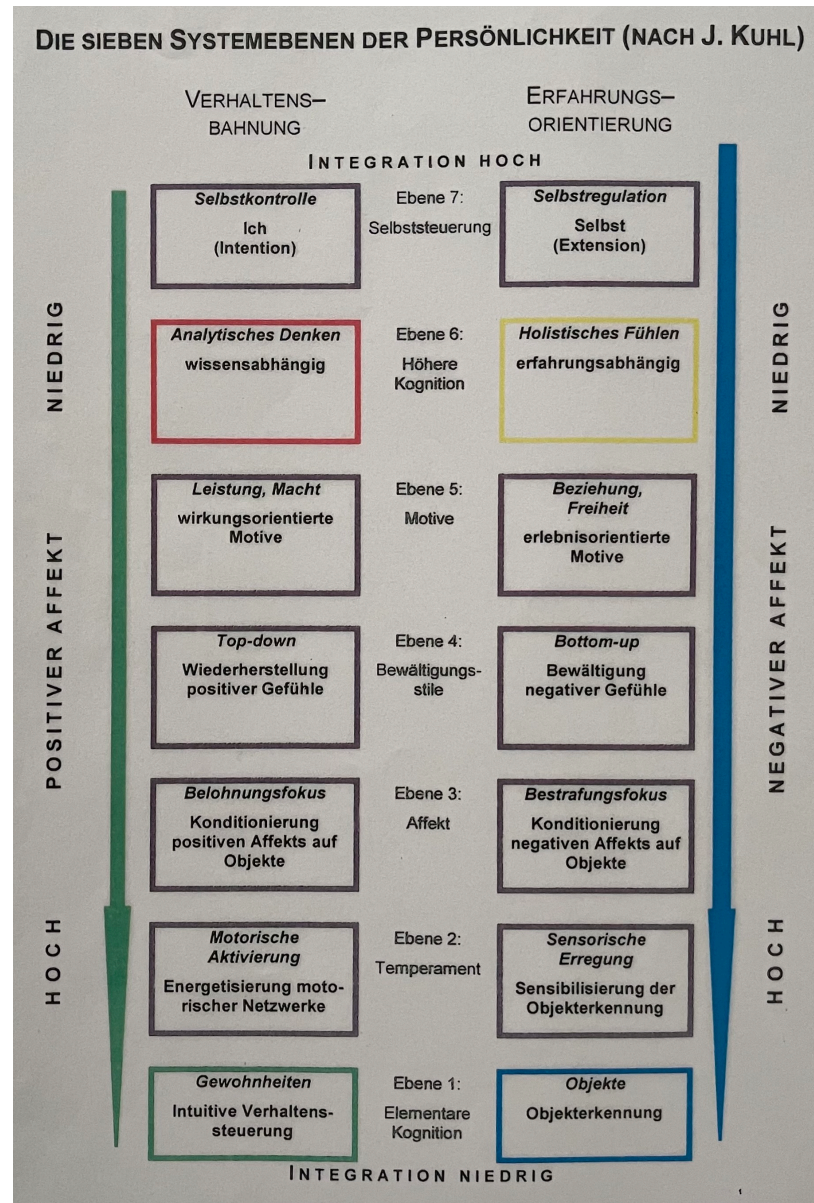 DIE SIEBEN SYSTEMEBENEN DER PERSÖNLICHKEIT (NACH J. KUHL)
VERHALTENS–
BAHNUNG
ERFAHRUNGS-
ORIENTIERUNG
INTEGRATION HOCH
Selbstkontrolle
Ich
(Intention)
Ebene 7:
Selbststeuerung
Selbstregulation
Selbst
(Extension)
Analytisches Denken
wissensabhängig
Ebene 6:
Höhere
Kognition
Holistisches Fühlen
erfahrungsabhängig
Leistung, Macht
wirkungsorientierte
Motive
Ebene 5:
Motive
Beziehung,
Freiheit
erlebnisorientierte
Motive
Top-down
Wiederherstellung
positiver Gefühle
Ebene 4:
Bewältigungs-
stile
Bottom-up
Bewältigung
negativer Gefühle
Belohnungsfokus
Konditionierung
positiven Affekts auf
Objekte
Ebene 3:
Affekt
Bestrafungsfokus
Konditionierung
negativen Affekts auf
Objekte
Motorische
Aktivierung
Energetisierung moto-
rischer Netzwerke
Ebene 2:
Temperament
Sensorische
Erregung
Sensibilisierung der
Objekterkennung
Gewohnheiten
Intuitive Verhaltens-
steuerung
Ebene 1:
Elementare
Kognition
Objekte
Objekterkennung
INTEGRATION NIEDRIG
HOCH POSITIVER AFFEKT NIEDRIG
HOCH NEGATIVER AFFEKT NIEDRIG